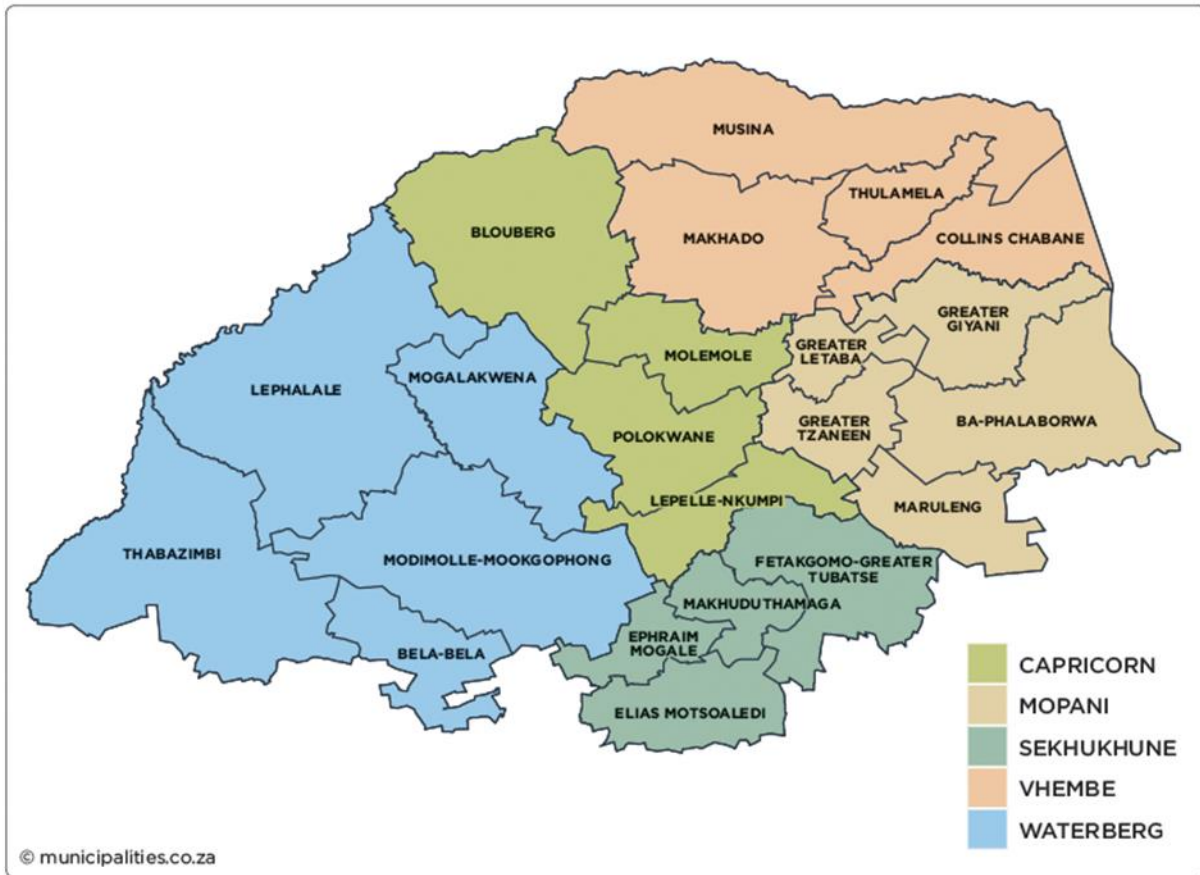 MUSINA
THULAMELA
BLOUBERG
MAKHADO
COLLINS CHABANE
GREATER
GIYANI
MOLEMOLE
GREATER
LETABA
LEPHALALE
MOGALAKWENA
POLOKWANE
GREATER
TZANEEN
BA-PHALABORWA
LEPELLE-NKUMPI
MARULENG
THABAZIMBI
MODIMOLLE-MOOKGOPHONG
FETAKGOMO-GREATER
TUBATSE
MAKHUDUTHAMAGA
EPHRAIM
MOGALE
BELA-BELA
ELIAS MOTSOALEDI
CAPRICORN
MOPANI
SEKHUKHUNE
VHEMBE
WATERBERG
© municipalities.co.za